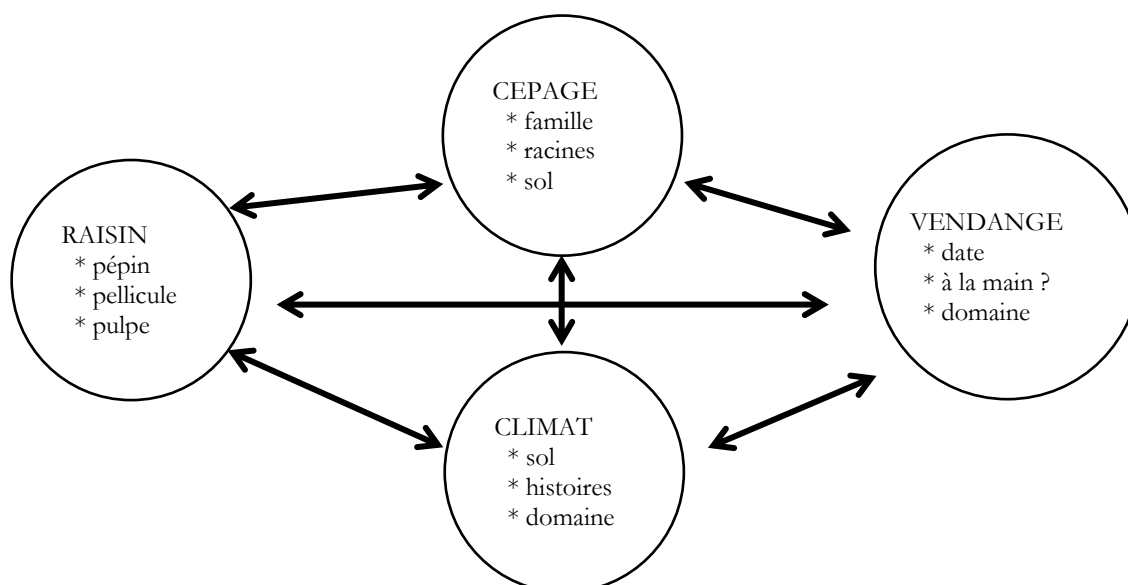 CEPAGE
* famille
* racines
* sol
RAISIN
* pépin
* pellicule
* pulpe
VENDANGE
* date
* à la main ?
* domaine
CLIMAT
* sol
* histoires
* domaine